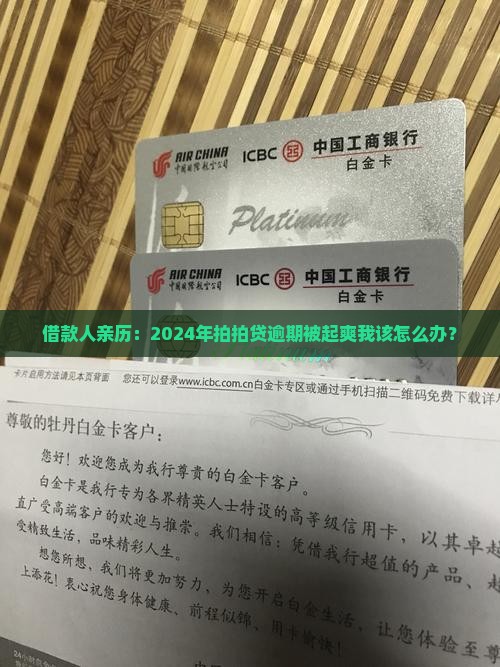 AIR CHINA
中国国际航空公司
ICBC 中国工商银行
白金卡
Platinum
AIR CHINA
中国国际航空公司
ICBC 中国工商银行
白金卡
借款人亲历：2024年拍拍贷逾期被起爽我该怎么办？
卡片启用方法请见本页背面 您还可以登录www.icbc.com.cn白金卡专区或通过手机扫描二维码免费下载详
尊敬的牡丹白金卡客户：
您好！欢迎您成为我行尊贵的白金卡客户。
白金卡是我行专为各界精英人士特设的高等级信用卡，以其卓越
直广受高端客户的欢迎与推崇。我们相信：凭借我行超值的产品、超
受精致生活，品味精彩人生。
想您所想，我们将更加努力，为您开启白金生活，让您体验至尊
上添花！衷心祝您身体健康、前程似锦、用卡愉快！